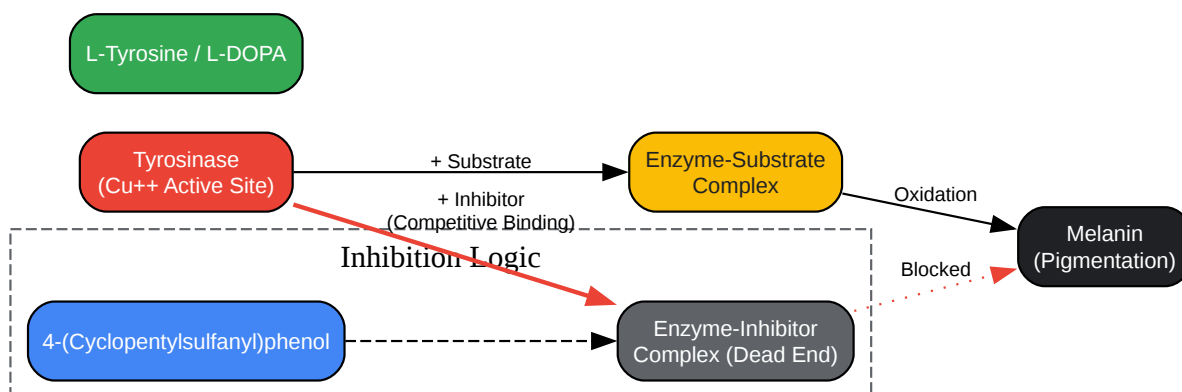 L-Tyrosine / L-DOPA
Tyrosinase
(Cu++ Active Site)
+ Substrate
Enzyme-Substrate
Complex
Oxidation
+ Inhibitor
(Competitive Binding)
Melanin
(Pigmentation)
Inhibition Logic
Blocked
4-(Cyclopentylsulfanyl)phenol
Enzyme-Inhibitor
Complex (Dead End)